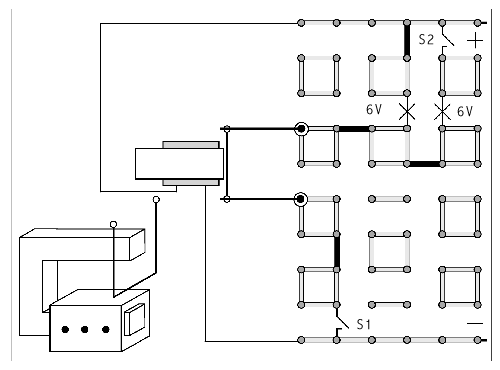 S2 +
6V 6V
S1 —